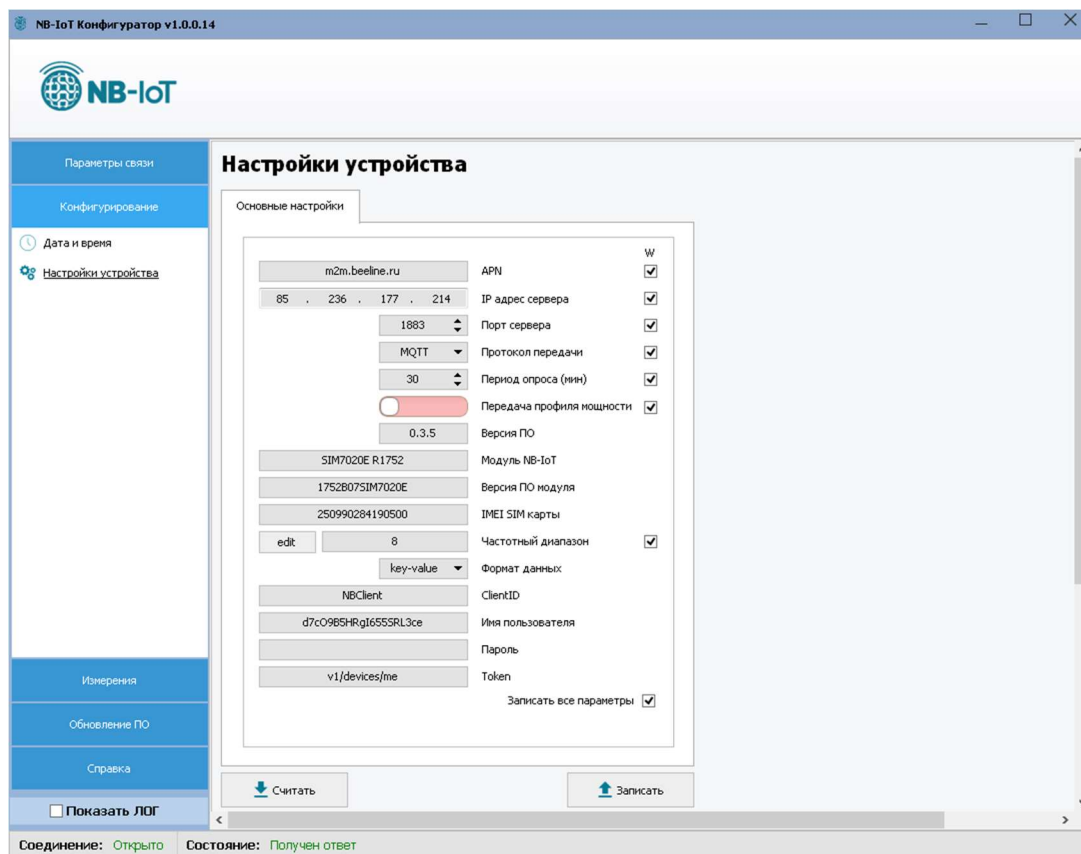 NB-IoT Конфигуратор v1.0.0.14
NB-IoT
Параметры связи
Конфигурирование
Дата и время
Настройки устройства
Измерения
Обновление ПО
Справка
Показать ЛОГ
Настройки устройства
Основные настройки
W
m2m.beeline.ru APN
85 . 236 . 177 . 214 IP адрес сервера
1883 Порт сервера
MQTT Протокол передачи
30 Период опроса (мин)
Передача профиля мощности
0.3.5 Версия ПО
SIM7020E R1752 Модуль NB-IoT
1752B07SIM7020E Версия ПО модуля
250990284190500 IMEI SIM карты
edit 8 Частотный диапазон
key-value Формат данных
NBClient ClientID
d7cO9B5HRgI655SRL3ce Имя пользователя
Пароль
v1/devices/me Token
Записать все параметры
Считать Записать
Соединение: Открыто Состояние: Получен ответ